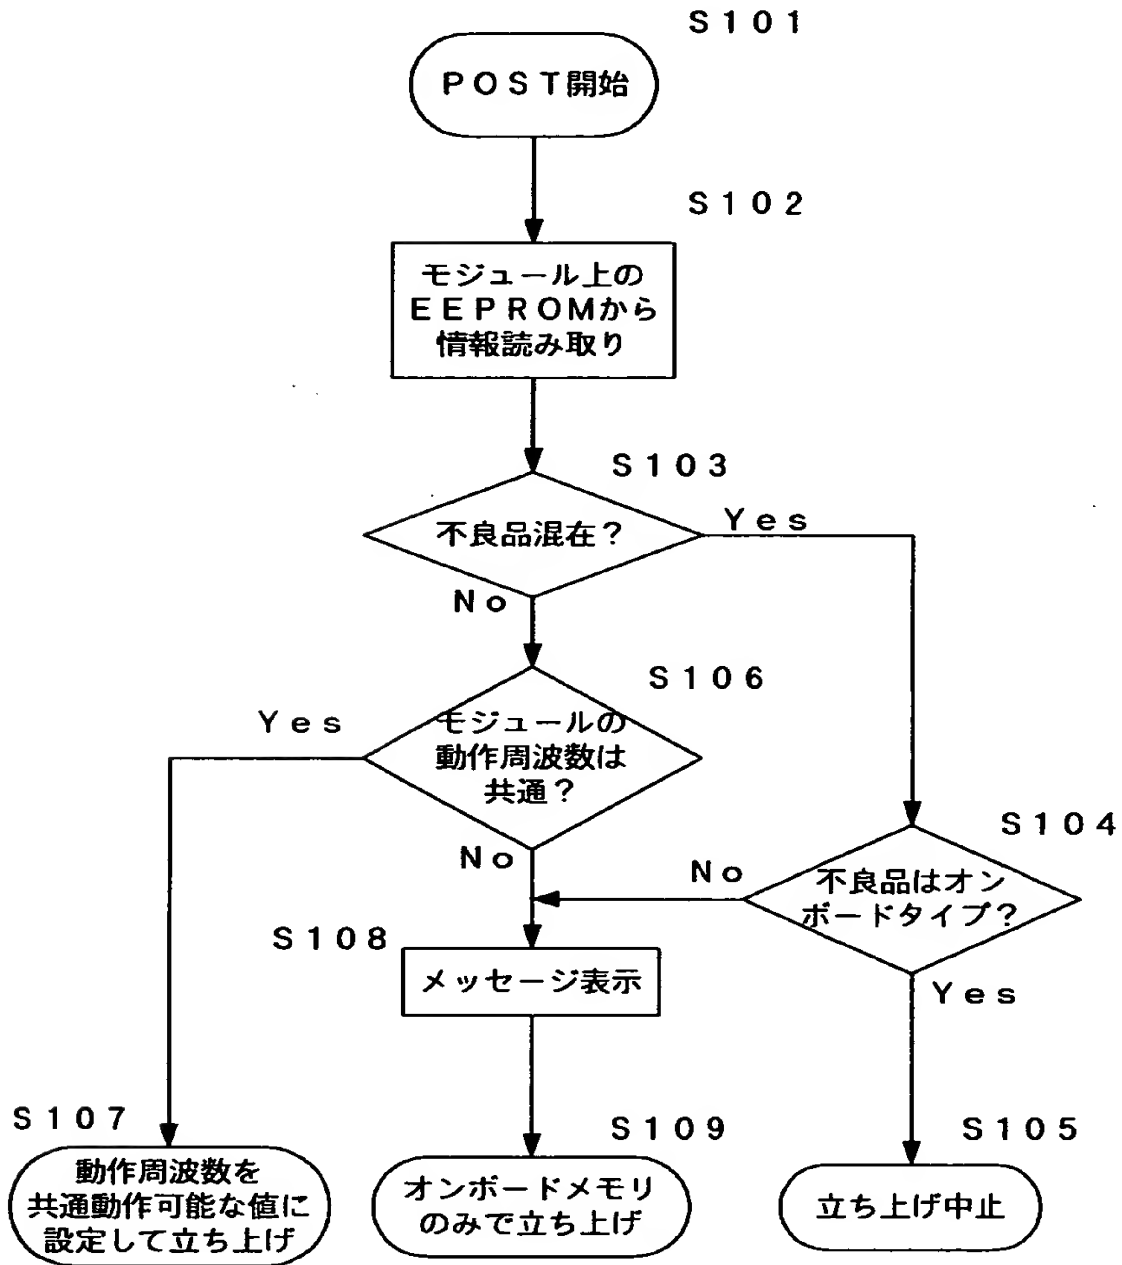 S101
POST開始
S102
モジュール上の
EEPROMから
情報読み取り
S103
不良品混在?
Yes
No
S106
Yes
モジュールの
動作周波数は
共通?
No
S104
No
不良品はオン
ボードタイプ?
Yes
S108
メッセージ表示
S107
動作周波数を
共通動作可能な値に
設定して立ち上げ
S109
オンボードメモリ
のみで立ち上げ
S105
立ち上げ中止